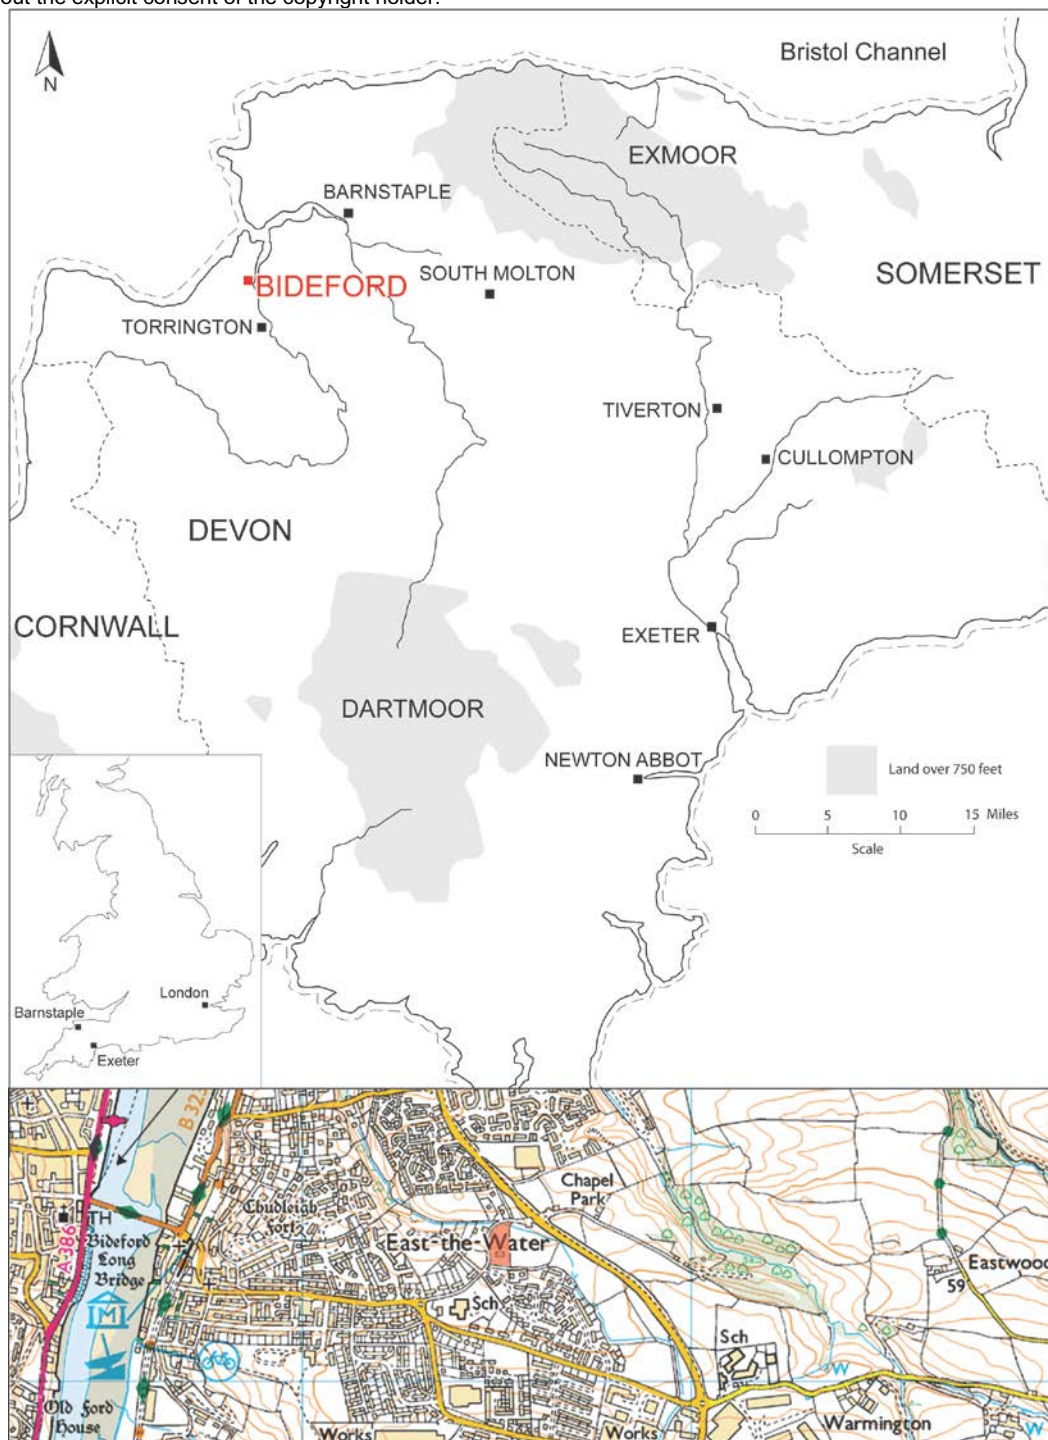 out the explicit consent of the copyright holder.
Bristol Channel
N
EXMOOR
BARNSTAPLE
SOMERSET
SOUTH MOLTON
BIDEFORD
TORRINGTON
TIVERTON
CULLOMPTON
DEVON
CORNWALL
EXETER
DARTMOOR
NEWTON ABBOT
Land over 750 feet
0 5 10 15 Miles
Scale
London
Barnstaple
Exeter
B 32
Chapel
Park
Chudleigh
Fort
TH
Bideford
Long
Bridge
A 386
East-the-Water
Eastwood
59
Sch
Sch
M
W
Old Ford
House
Works
Works
Warmington
W